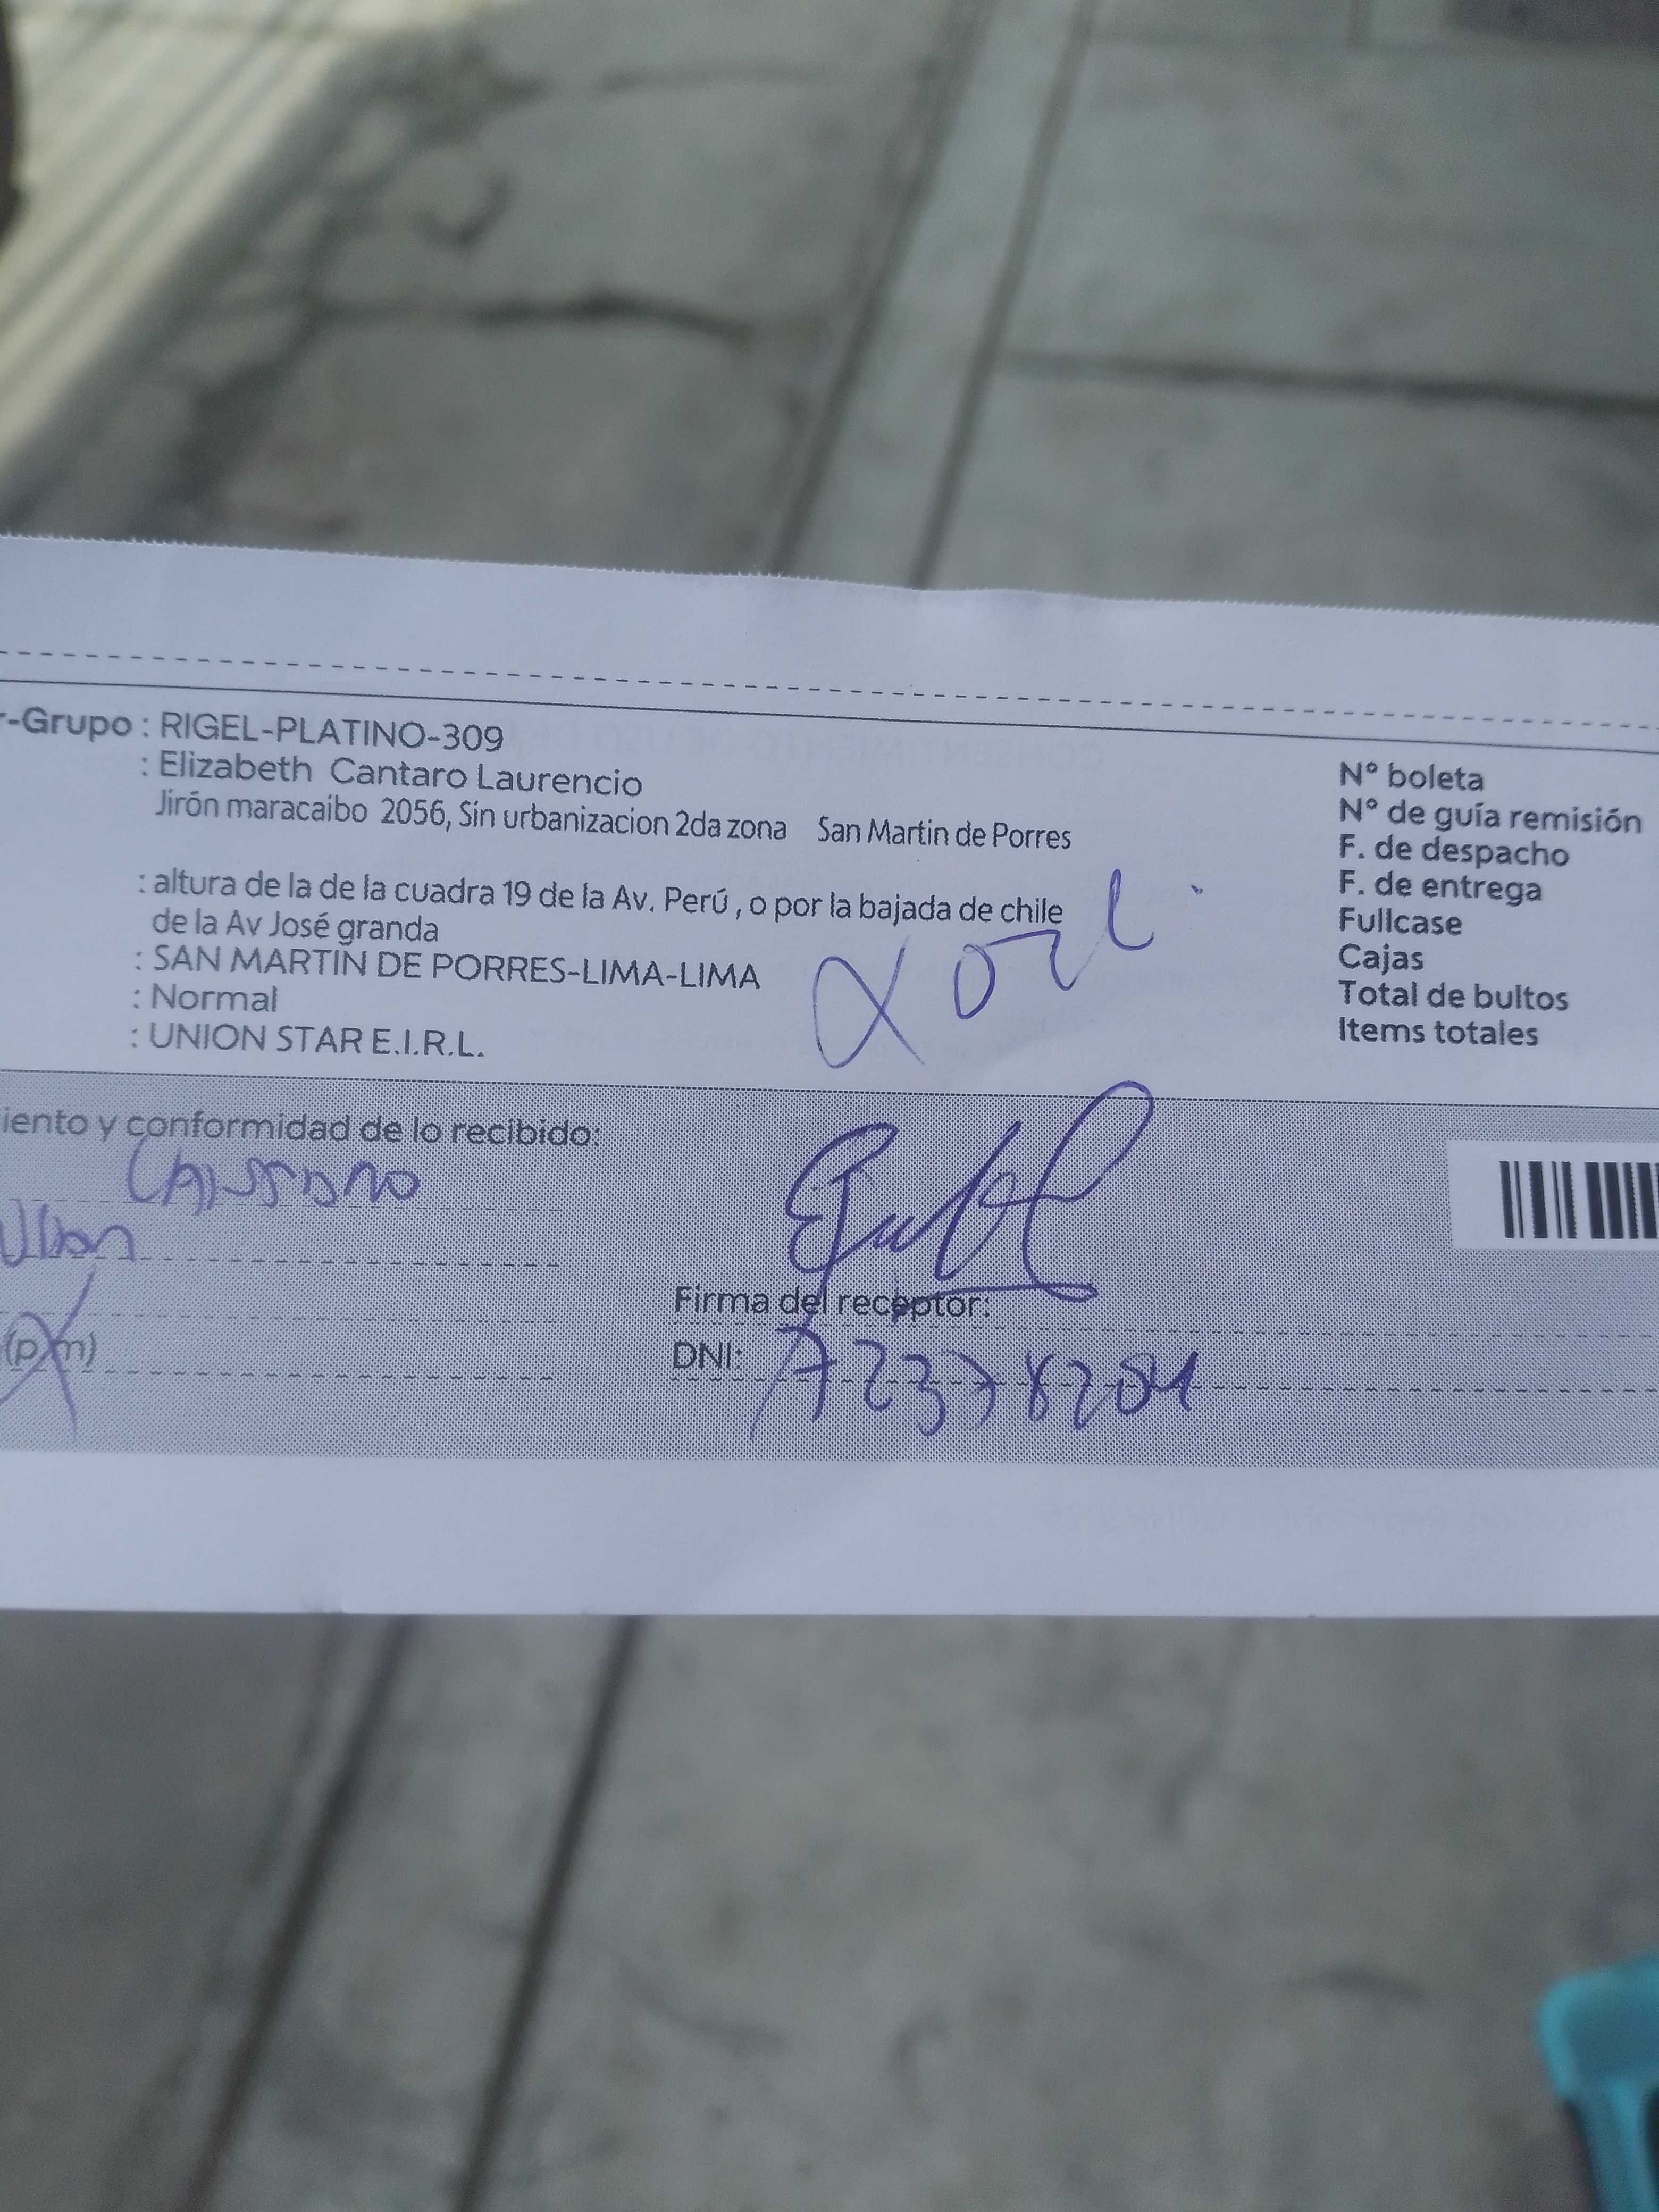 r-Grupo : RIGEL-PLATINO-309
: Elizabeth Cantaro Laurencio
Jirón maracaibo 2056, Sin urbanizacion 2da zona San Martin de Porres
: altura de la de la cuadra 19 de la Av. Perú , o por la bajada de chile
de la Av José granda
: SAN MARTIN DE PORRES-LIMA-LIMA
: Normal
: UNION STAR E.I.R.L.
Nº boleta
Nº de guía remisión
F. de despacho
F. de entrega
Fullcase
Cajas
Total de bultos
Items totales
iento y conformidad de lo recibido:
(p.m)
Firma del receptor:
DNI: 72378204